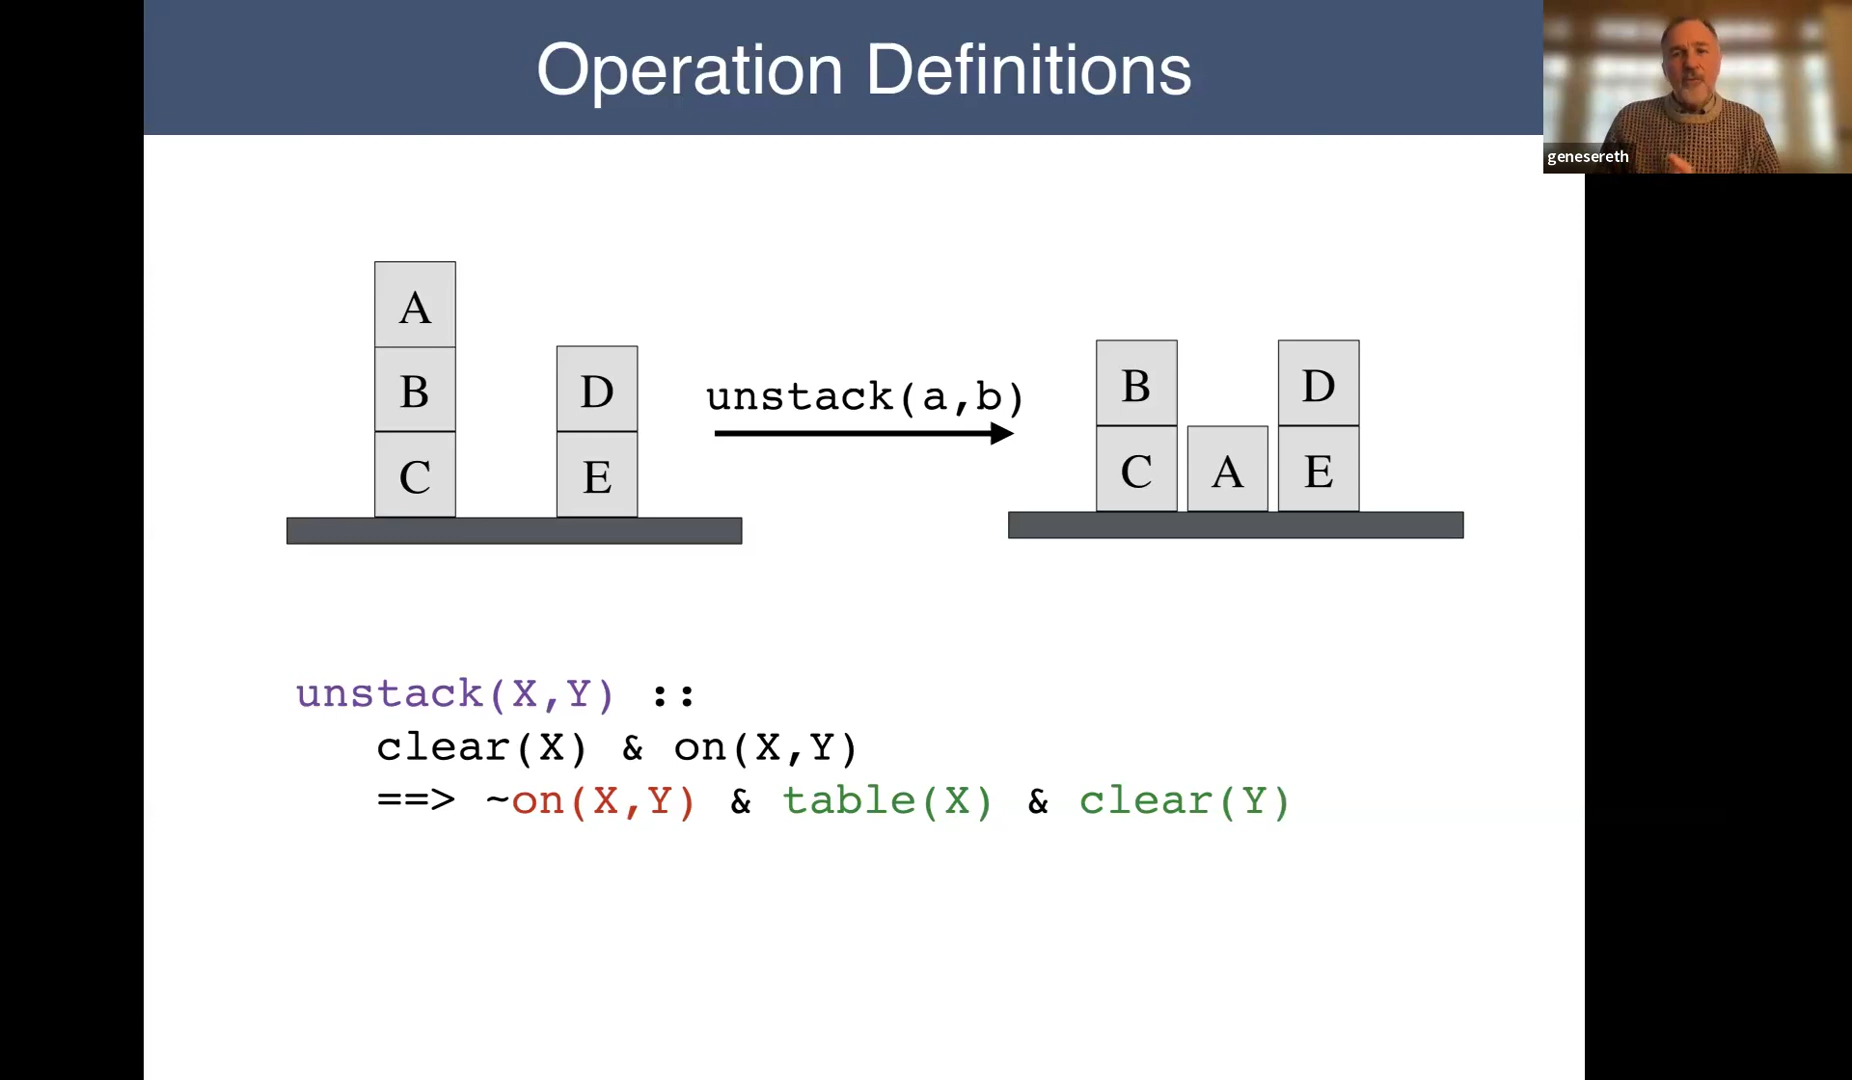 Operation Definitions
genesereth
A
B
C
D
E
unstack(a,b)
B
C
A
D
E
unstack(X,Y) ::
clear(X) & on(X,Y)
==> ~on(X,Y) & table(X) & clear(Y)